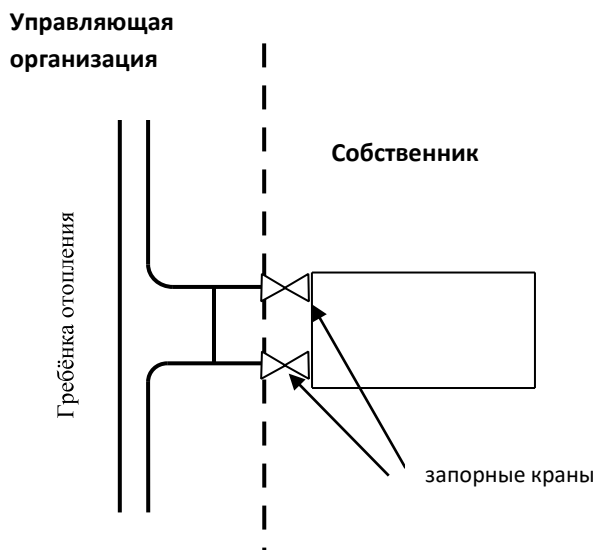 Управляющая
организация
Собственник
Гребёнка отопления
запорные краны